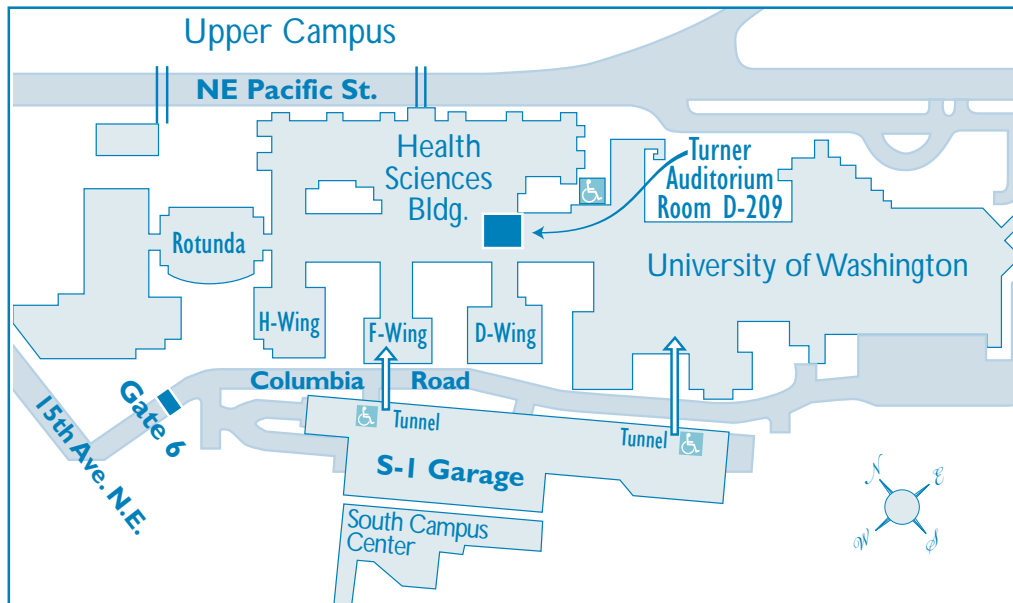 Upper Campus
NE Pacific St.
Health
Sciences
Bldg.
Turner
Auditorium
Room D-209
Rotunda
University of Washington
H-Wing
F-Wing
D-Wing
Columbia Road
Gate 6
15th Ave. N.E.
Tunnel
Tunnel
S-1 Garage
South Campus
Center
N
E
W
S